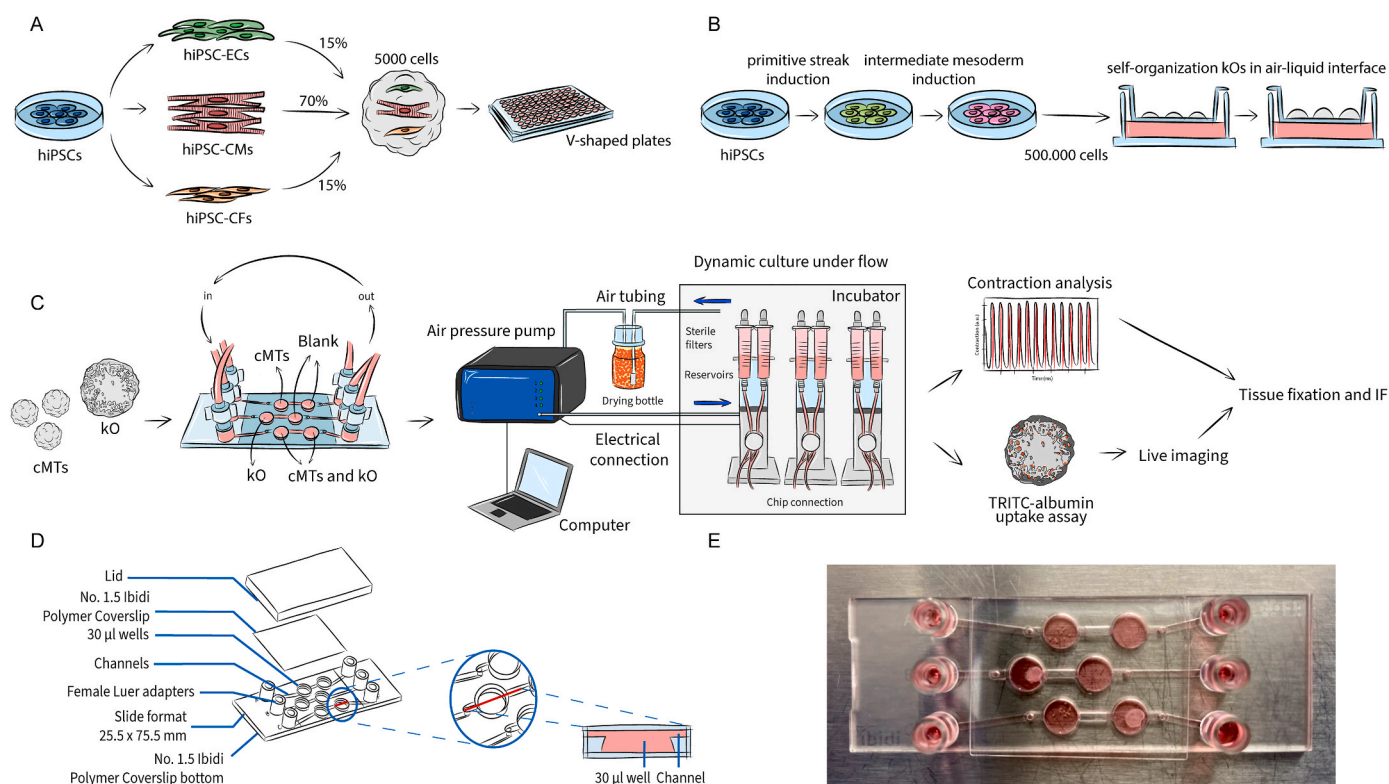 A
hiPSC-ECs
15%
5000 cells
70%
hiPSCs
hiPSC-CMs
V-shaped plates
15%
hiPSC-CFs
B
primitive streak
induction
intermediate mesoderm
induction
self-organization kOs in air-liquid interface
hiPSCs
500.000 cells
C
in
out
Blank
cMTs
kO
cMTs
kO
cMTs and kO
Air pressure pump
Air tubing
Drying bottle
Electrical
connection
Computer
Dynamic culture under flow
Incubator
Sterile
filters
Reservoirs
Chip connection
Contraction analysis
Contraction (a.u.)
Time(ms)
TRITC-albumin
uptake assay
Live imaging
Tissue fixation and IF
D
Lid
No. 1.5 Ibidi
Polymer Coverslip
30 µl wells
Channels
Female Luer adapters
Slide format
25.5 x 75.5 mm
No. 1.5 Ibidi
Polymer Coverslip bottom
30 µl well Channel
E
ibidi